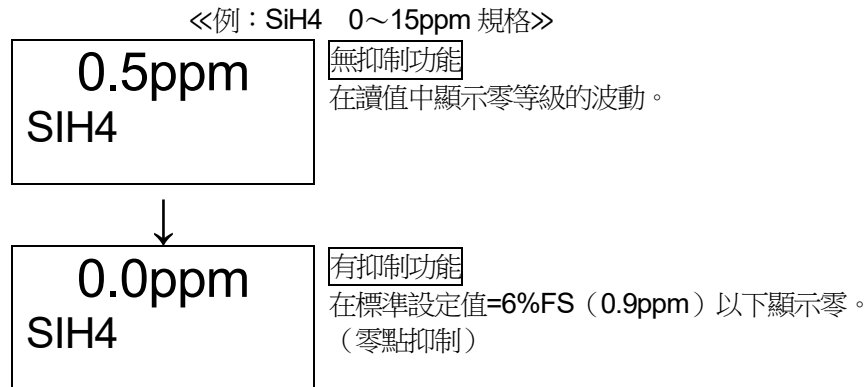 ≪例：SiH4　0～15ppm 規格≫
0.5ppm
SIH4
無抑制功能
在讀值中顯示零等級的波動。
↓
0.0ppm
SIH4
有抑制功能
在標準設定值=6%FS（0.9ppm）以下顯示零。
（零點抑制）